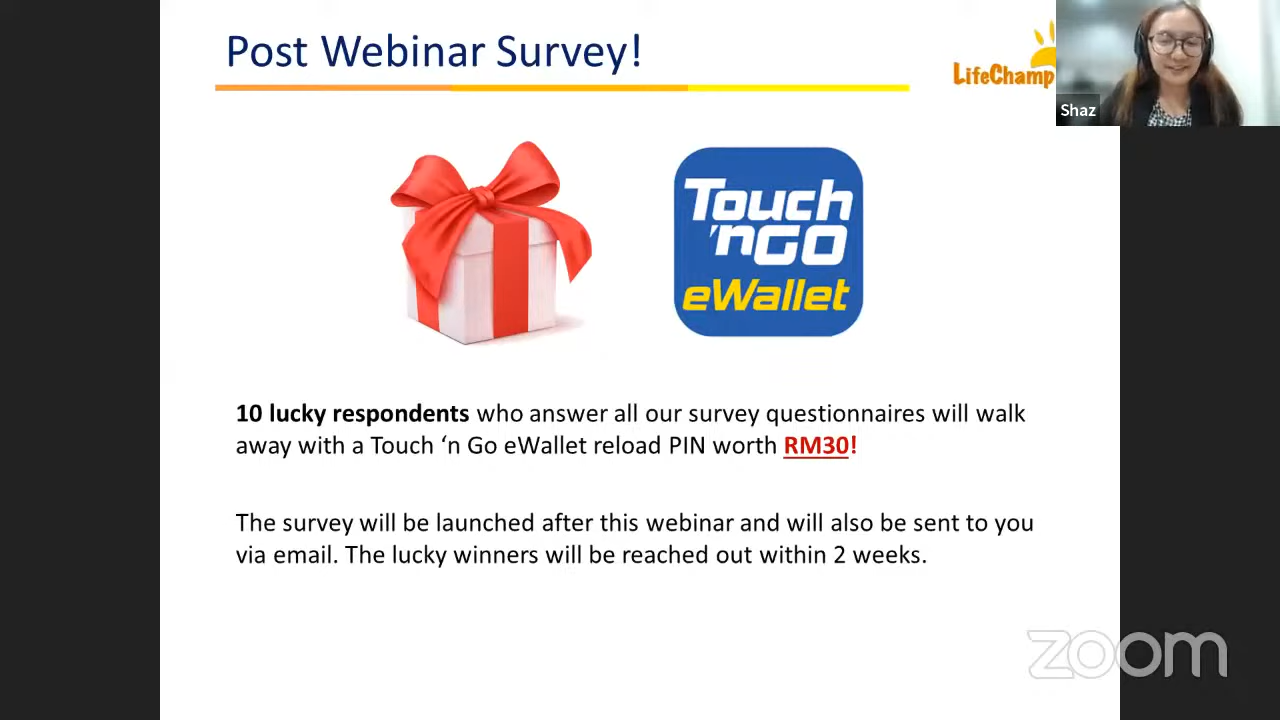 Post Webinar Survey!
LifeChamp
Shaz
Touch
'nGO
eWallet
10 lucky respondents who answer all our survey questionnaires will walk
away with a Touch ‘n Go eWallet reload PIN worth RM30!
The survey will be launched after this webinar and will also be sent to you
via email. The lucky winners will be reached out within 2 weeks.
zoom